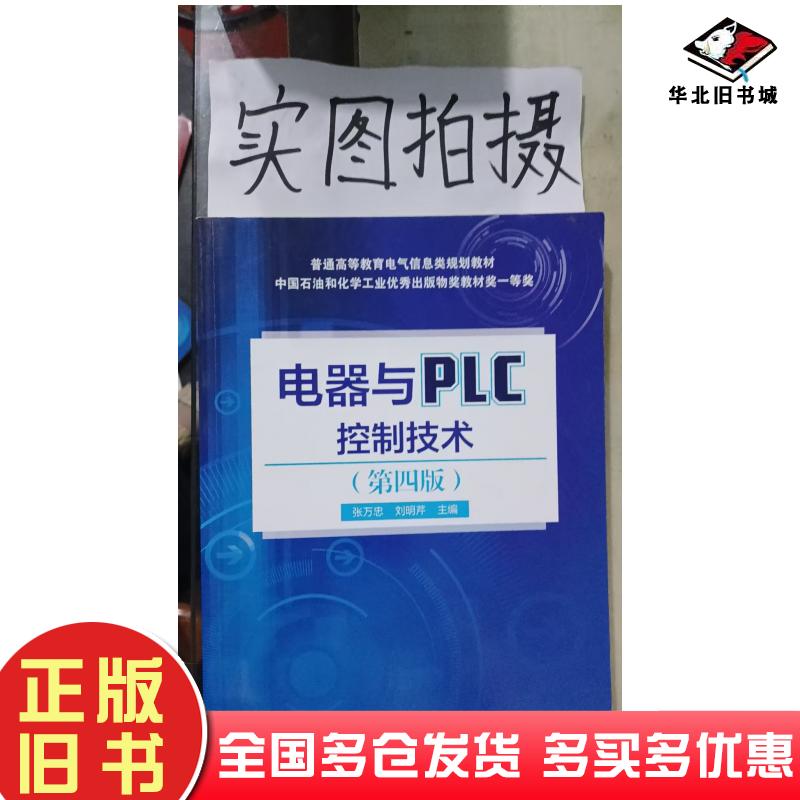 华北旧书城
实图拍摄
普通高等教育电气信息类规划教材
中国石油和化学工业优秀出版物奖教材奖一等奖
电器与PLC
控制技术
（第四版）
张万忠 刘明芹 主编
正版
旧书
全国多仓发货 多买多优惠